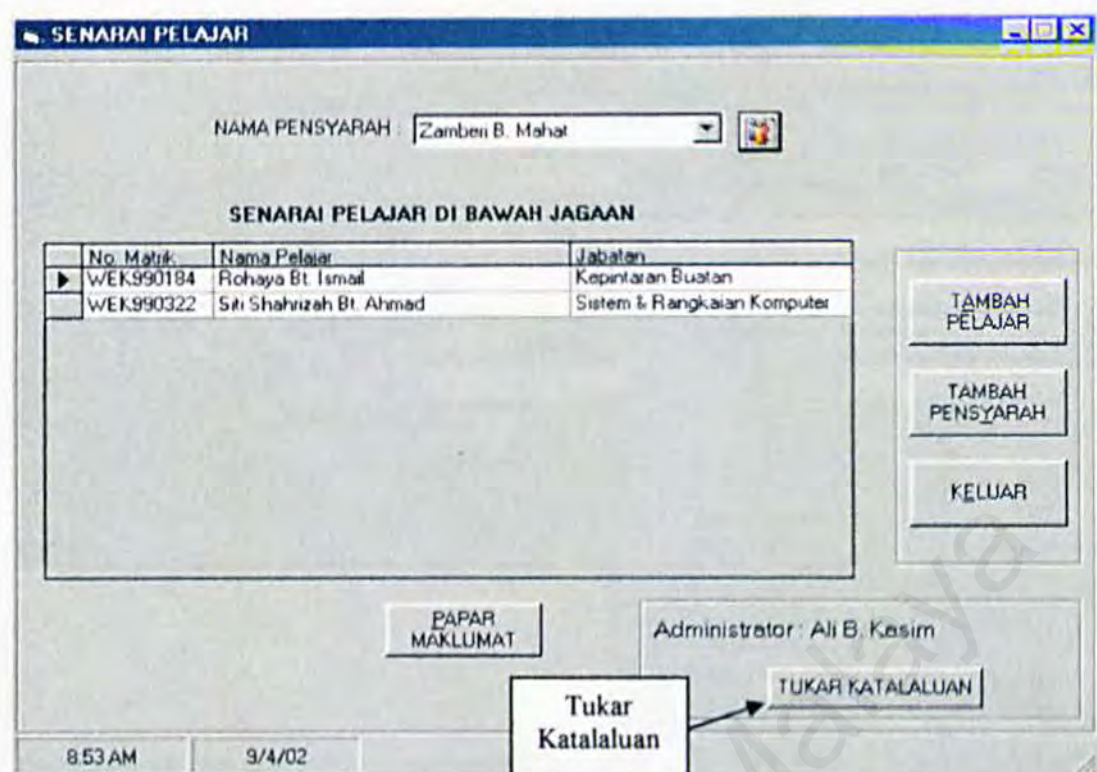 SENARAI PELAJAR
NAMA PENSYARAH : Zamberi B. Mahat
SENARAI PELAJAR DI BAWAH JAGAAN
No. Matrik Nama Pelajar Jabatan
WEK990184 Rohaya Bt. Ismail Kepintaran Buatan
WEK990322 Siti Shahrizah Bt. Ahmad Sistem & Rangkaian Komputer
TAMBAH
PELAJAR
TAMBAH
PENSYARAH
KELUAR
PAPAR
MAKLUMAT
Administrator : Ali B. Kasim
TUKAR KATALALUAN
Tukar
Katalaluan
8:53 AM 9/4/02
Malaya